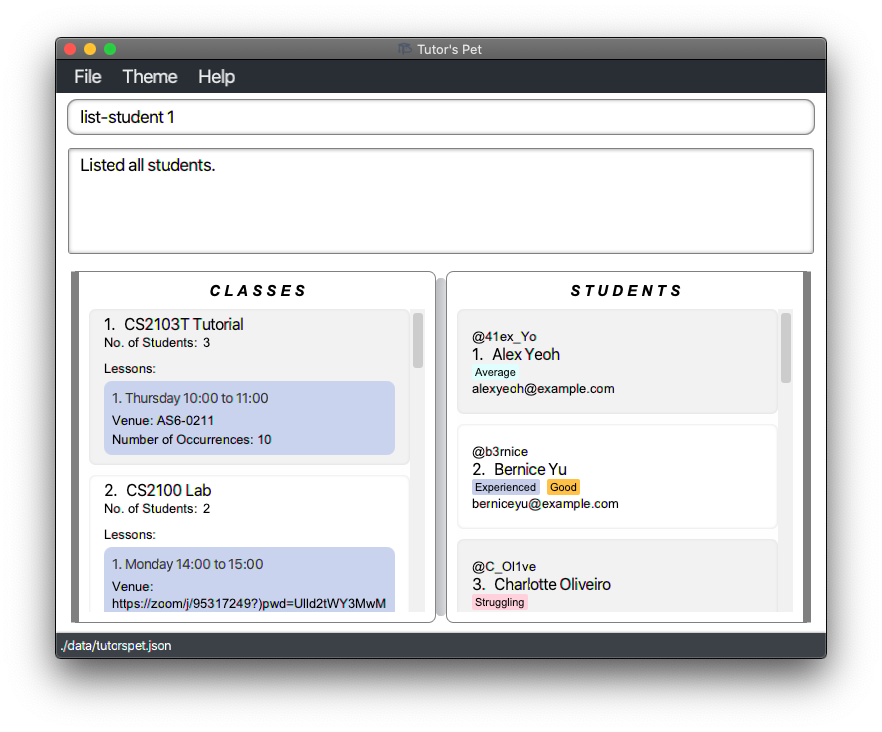 Tutor's Pet
File Theme Help
list-student 1
Listed all students.
CLASSES
1. CS2103T Tutorial
No. of Students: 3
Lessons:
1. Thursday 10:00 to 11:00
Venue: AS6-0211
Number of Occurrences: 10
2. CS2100 Lab
No. of Students: 2
Lessons:
1. Monday 14:00 to 15:00
Venue:
https://zoom/j/95317249?)pwd=UlId2tWY3MwM
STUDENTS
@41ex_Yo
1. Alex Yeoh
Average
alexyeoh@example.com
@b3rnice
2. Bernice Yu
Experienced Good
berniceyu@example.com
@C_Ol1ve
3. Charlotte Oliveiro
Struggling
./data/tutorspet.json